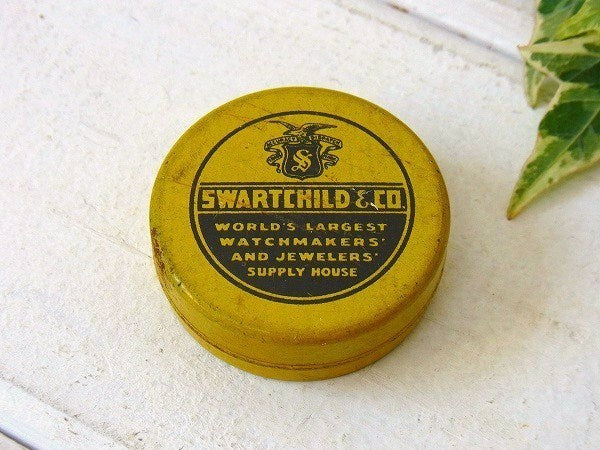 SWARTCHILD & CO.
WORLD'S LARGEST
WATCHMAKERS'
AND JEWELERS'
SUPPLY HOUSE